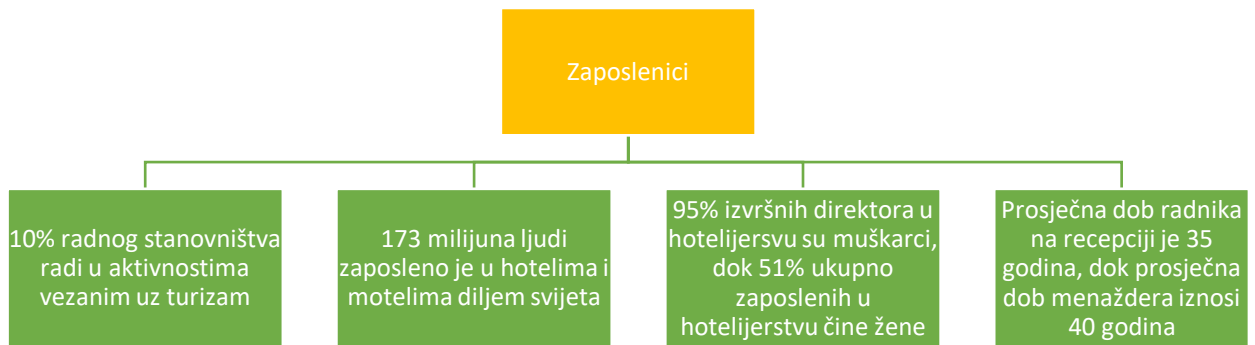 Zaposlenici
10% radnog stanovništva
radi u aktivnostima
vezanim uz turizam
173 milijuna ljudi
zaposleno je u hotelima i
motelima diljem svijeta
95% izvršnih direktora u
hotelijersvu su muškarci,
dok 51% ukupno
zaposlenih u
hotelijerstvu čine žene
Prosječna dob radnika
na recepciji je 35
godina, dok prosječna
dob menaždera iznosi
40 godina